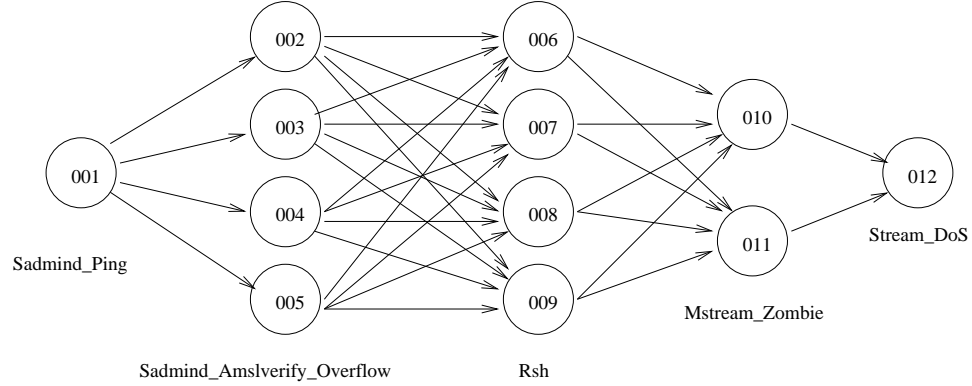 002
006
003
007
010
001
012
004
008
011
Stream_DoS
Sadmind_Ping
005
009
Mstream_Zombie
Sadmind_Amslverify_Overflow
Rsh